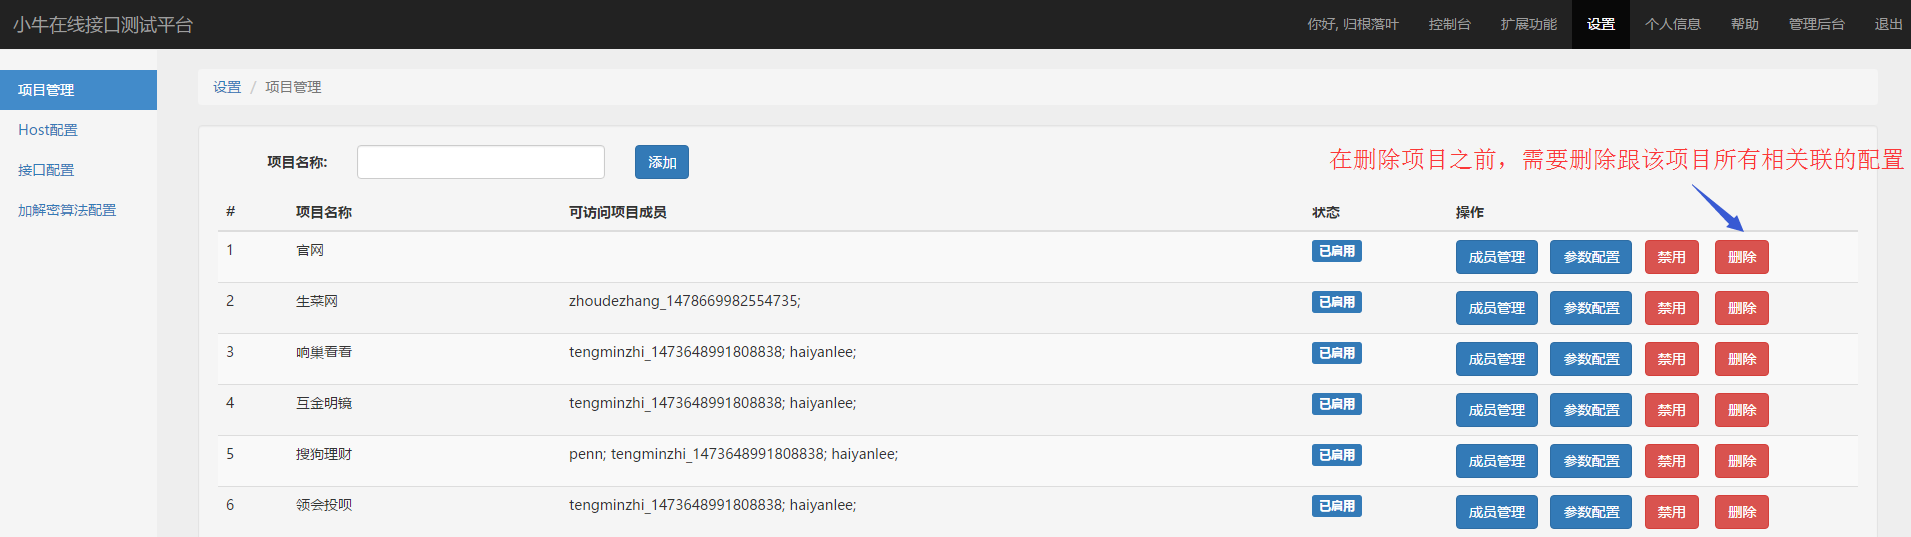 小牛在线接口测试平台
你好, 归根落叶 控制台 扩展功能 设置 个人信息 帮助 管理后台 退出
项目管理
Host配置
接口配置
加解密算法配置
设置 / 项目管理
项目名称: 添加
在删除项目之前，需要删除跟该项目所有相关联的配置
# 项目名称 可访问项目成员 状态 操作
1 官网 已启用 成员管理 参数配置 禁用 删除
2 生菜网 zhoudezhang_1478669982554735; 已启用 成员管理 参数配置 禁用 删除
3 响巢看看 tengminzhi_1473648991808838; haiyanlee; 已启用 成员管理 参数配置 禁用 删除
4 互金明镜 tengminzhi_1473648991808838; haiyanlee; 已启用 成员管理 参数配置 禁用 删除
5 搜狗理财 penn; tengminzhi_1473648991808838; haiyanlee; 已启用 成员管理 参数配置 禁用 删除
6 领会投呗 tengminzhi_1473648991808838; haiyanlee; 已启用 成员管理 参数配置 禁用 删除